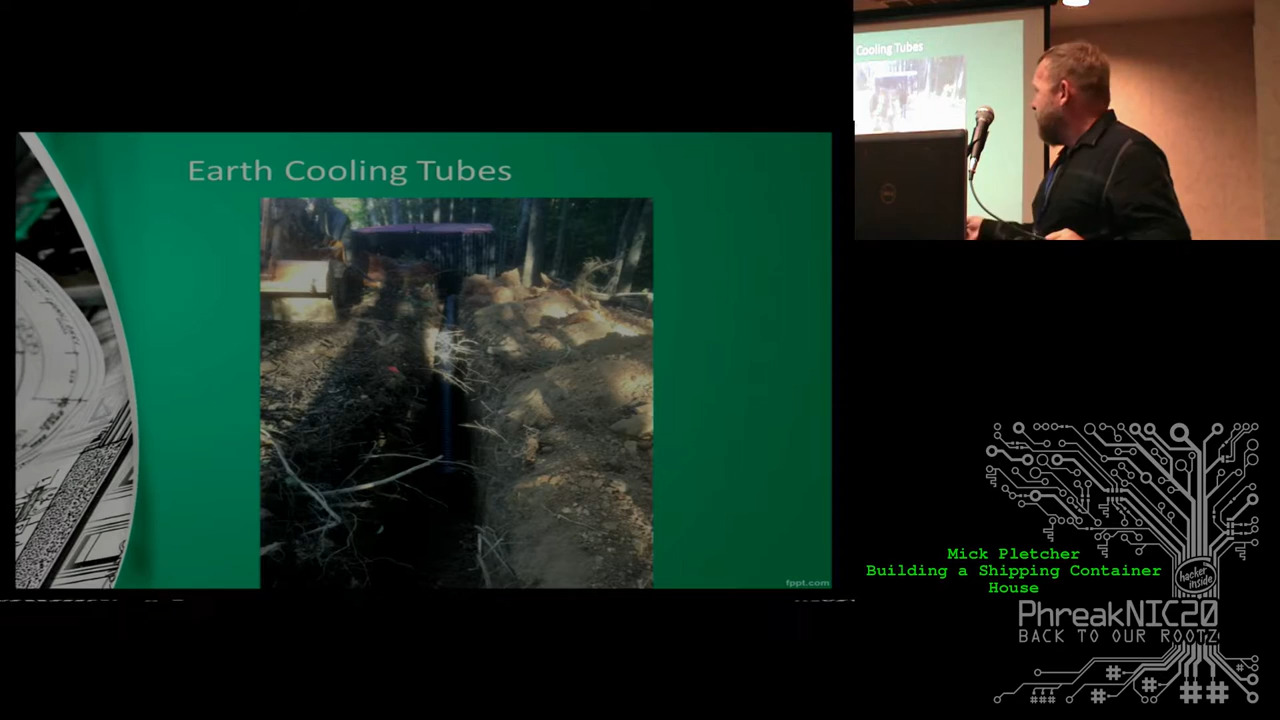 Earth Cooling Tubes
fppt.com
Cooling Tubes
DELL
Mick Pletcher
Building a Shipping Container
House
hacker
inside
PhreakNIC20
BACK TO OUR ROOTZ